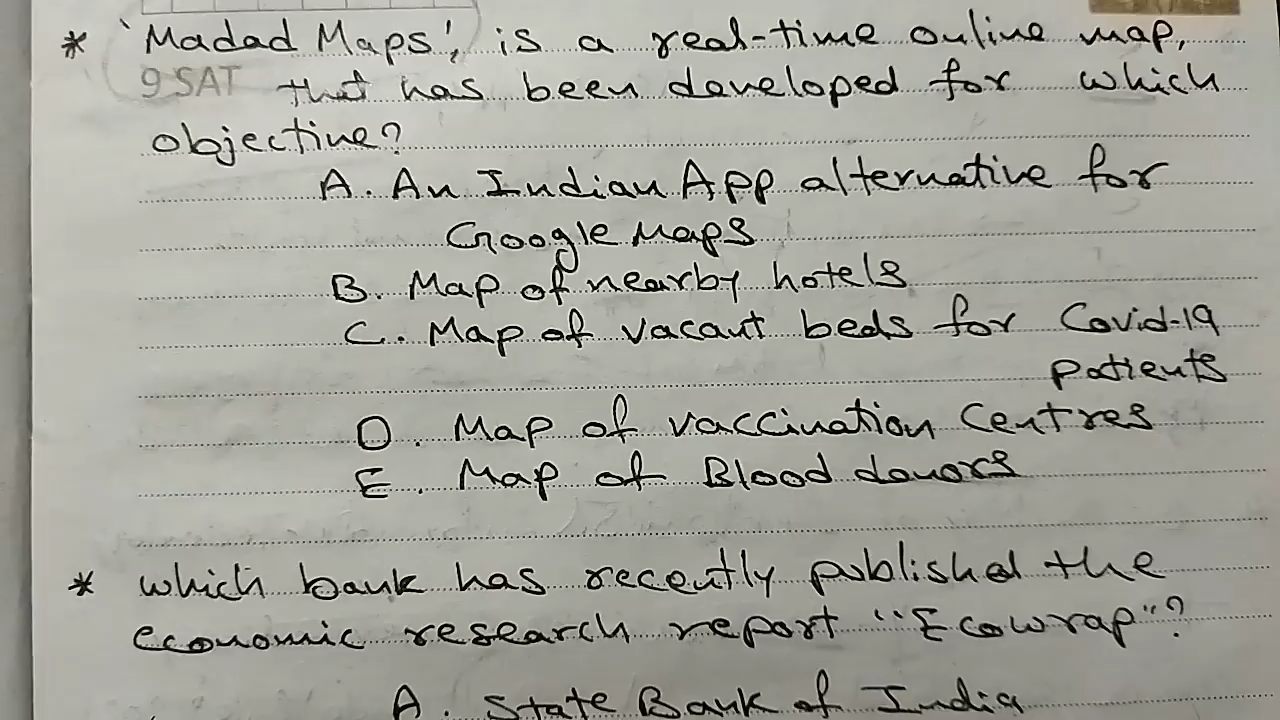 * 'Madad Maps', is a real-time online map,
9 SAT that has been developed for which
objective?
A. An Indian App alternative for
Google Maps
B. Map of nearby hotels
C. Map of vacant beds for Covid-19
patients
D. Map of vaccination Centres
E. Map of Blood donors
* which bank has recently published the
economic research report "Ecowrap"?
A. State Bank of India